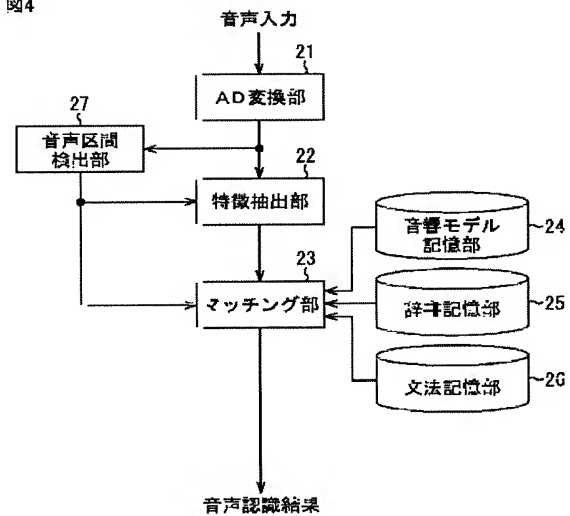 図4
音声入力
21
AD変換部
27
音声区間
検出部
22
特徴抽出部
23
マッチング部
音響モデル
記憶部
24
辞書記憶部
25
文法記憶部
26
音声認識結果